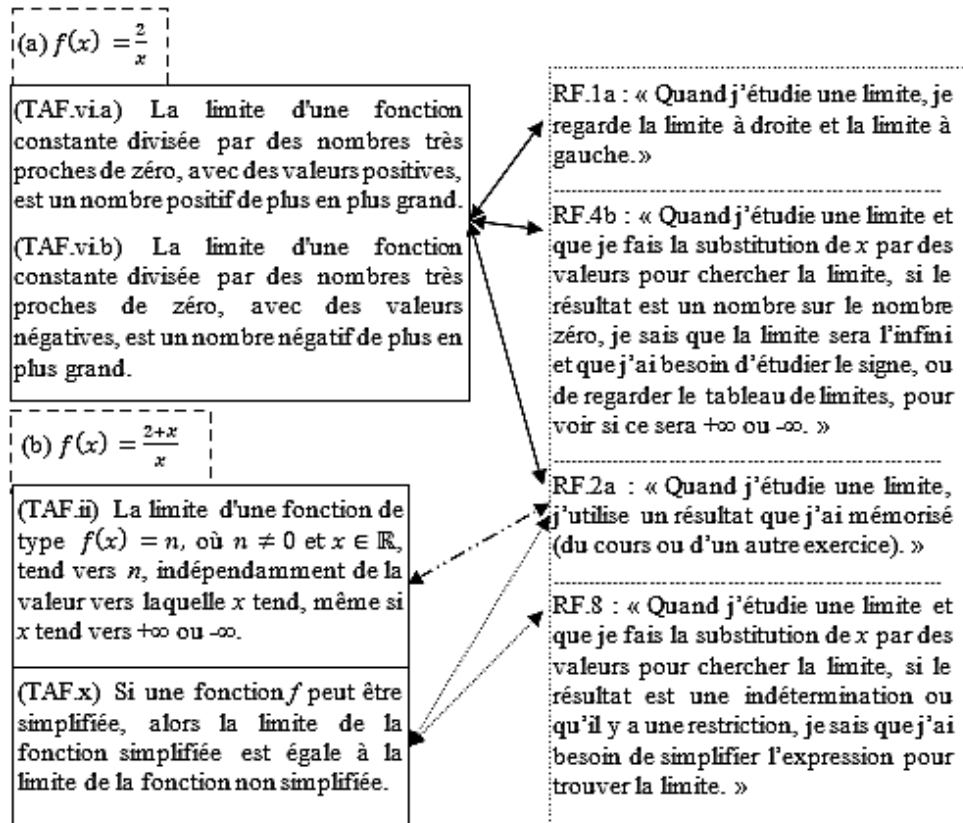 (a) f(x) = 2/x
(TAF.vi.a) La limite d'une fonction
constante divisée par des nombres très
proches de zéro, avec des valeurs positives,
est un nombre positif de plus en plus grand.
(TAF.vi.b) La limite d'une fonction
constante divisée par des nombres très
proches de zéro, avec des valeurs
négatives, est un nombre négatif de plus en
plus grand.
(b) f(x) = 2+x/x
(TAF.ii) La limite d'une fonction de
type f(x) = n, où n ≠ 0 et x ∈ ℝ,
tend vers n, indépendamment de la
valeur vers laquelle x tend, même si
x tend vers +∞ ou -∞.
(TAF.x) Si une fonction f peut être
simplifiée, alors la limite de la
fonction simplifiée est égale à la
limite de la fonction non simplifiée.
RF.1a : « Quand j'étudie une limite, je
regarde la limite à droite et la limite à
gauche. »
RF.4b : « Quand j'étudie une limite et
que je fais la substitution de x par des
valeurs pour chercher la limite, si le
résultat est un nombre sur le nombre
zéro, je sais que la limite sera l'infini
et que j'ai besoin d'étudier le signe, ou
de regarder le tableau de limites, pour
voir si ce sera +∞ ou -∞. »
RF.2a : « Quand j'étudie une limite,
j'utilise un résultat que j'ai mémorisé
(du cours ou d'un autre exercice). »
RF.8 : « Quand j'étudie une limite et
que je fais la substitution de x par des
valeurs pour chercher la limite, si le
résultat est une indétermination ou
qu'il y a une restriction, je sais que j'ai
besoin de simplifier l'expression pour
trouver la limite. »